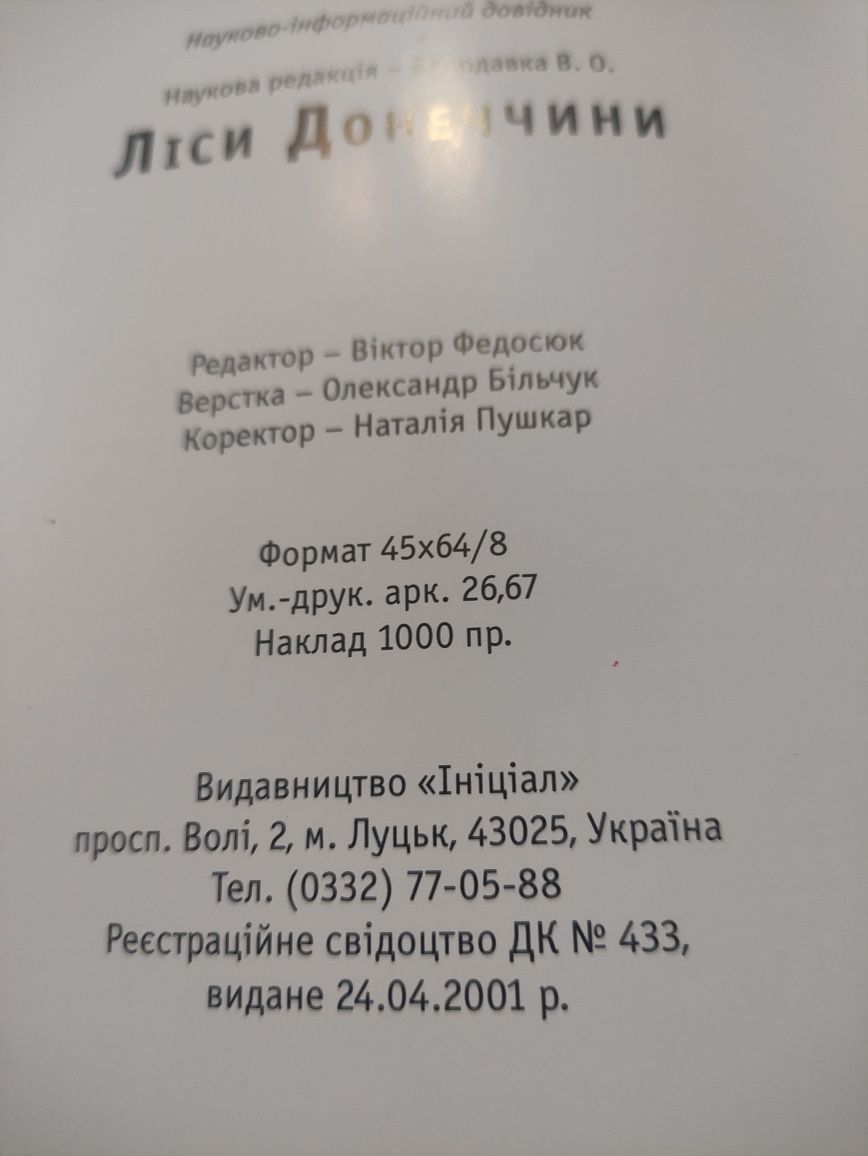 Науково-інформаційний довідник
Наукова редакція – В. О.
Ліси Донеччини
Редактор – Віктор Федосюк
Верстка – Олександр Більчук
Коректор – Наталія Пушкар
Формат 45х64/8
Ум.-друк. арк. 26,67
Наклад 1000 пр.
Видавництво «Ініціал»
просп. Волі, 2, м. Луцьк, 43025, Україна
Тел. (0332) 77-05-88
Реєстраційне свідоцтво ДК № 433,
видане 24.04.2001 р.